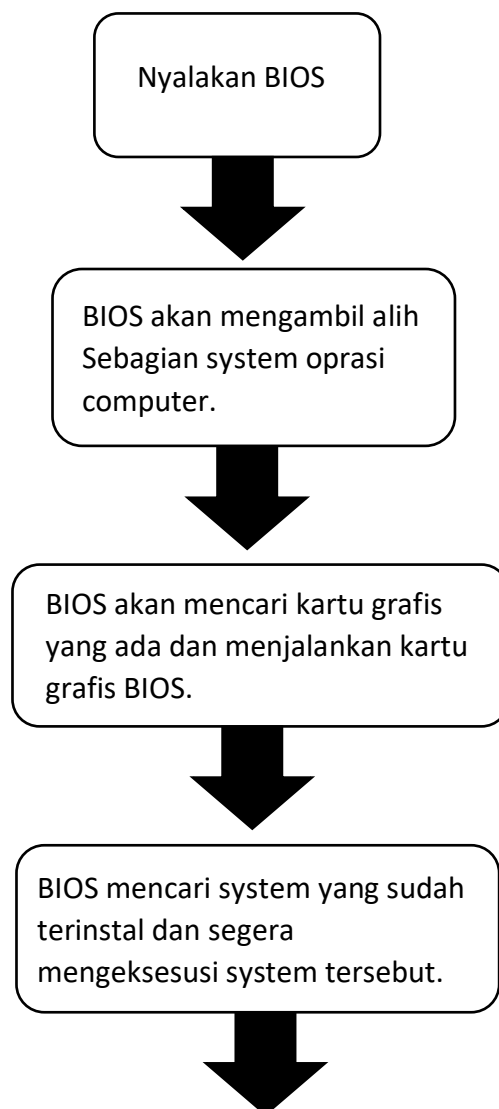 Nyalakan BIOS
BIOS akan mengambil alih
Sebagian system oprasi
computer.
BIOS akan mencari kartu grafis
yang ada dan menjalankan kartu
grafis BIOS.
BIOS mencari system yang sudah
terinstal dan segera
mengeksesusi system tersebut.